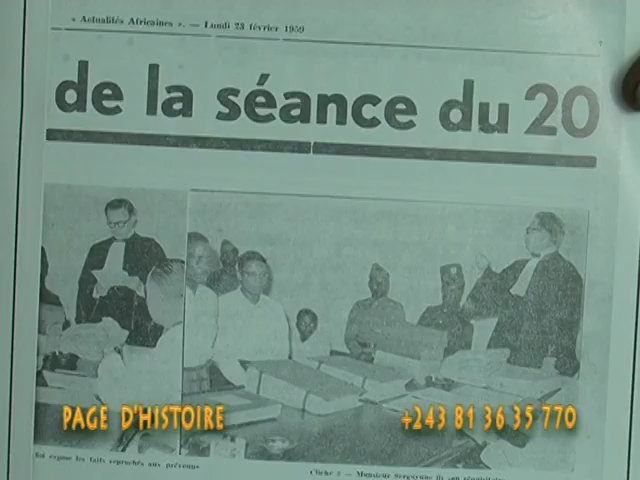 « Actualités Africaines ». — Lundi 23 février 1959
de la séance du 20
PAGE D'HISTOIRE +243 81 36 35 770
expose les faits reprochés aux prévenus
Cliché — Monsieur son